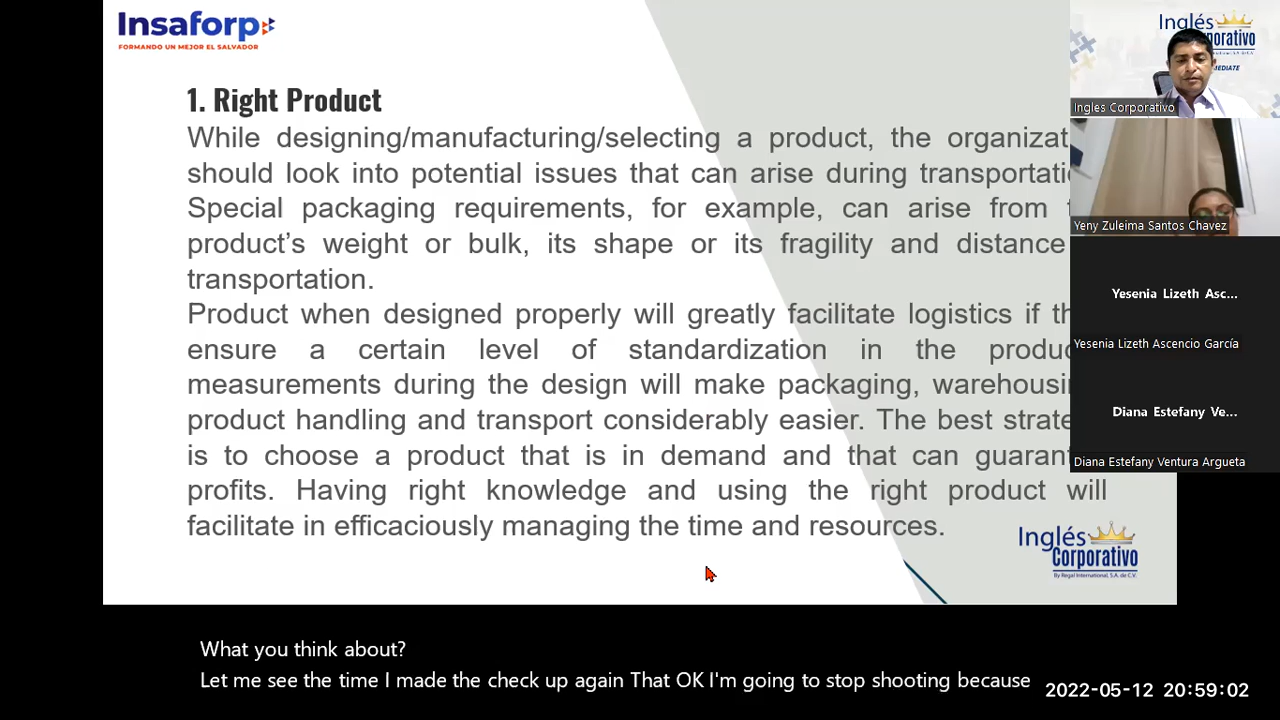 Insaforp
FORMANDO UN MEJOR EL SALVADOR
1. Right Product
While designing/manufacturing/selecting a product, the organizat
should look into potential issues that can arise during transportati
Special packaging requirements, for example, can arise from
product's weight or bulk, its shape or its fragility and distance
transportation.
Product when designed properly will greatly facilitate logistics if th
ensure a certain level of standardization in the produc
measurements during the design will make packaging, warehousi
product handling and transport considerably easier. The best strate
is to choose a product that is in demand and that can guarant
profits. Having right knowledge and using the right product will
facilitate in efficaciously managing the time and resources.
Inglés
Corporativo
By Regal International, S.A. de C.V.
Inglés
orporativo
MEDIATE
Ingles Corporativo
Yeny Zuleima Santos Chavez
Yesenia Lizeth Asc...
Yesenia Lizeth Ascencio García
Diana Estefany Ve...
Diana Estefany Ventura Argueta
What you think about?
Let me see the time I made the check up again That OK I'm going to stop shooting because
2022-05-12 20:59:02